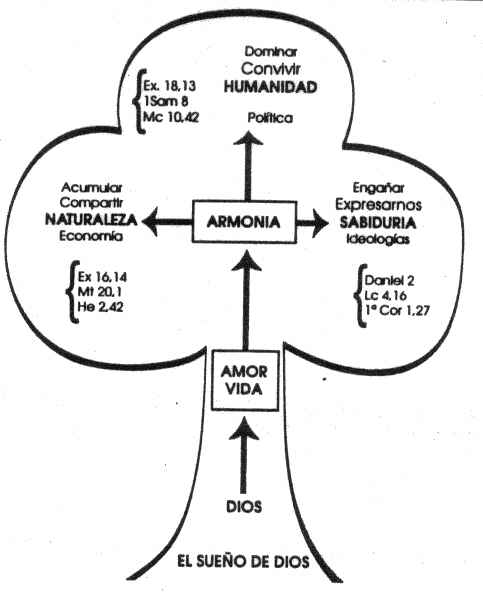 Dominar
Convivir
HUMANIDAD
Política
Ex. 18,13
1Sam 8
Mc 10,42
Acumular
Compartir
NATURALEZA
Economía
ARMONIA
Engañar
Expresarnos
SABIDURIA
Ideologías
Ex 16,14
Mt 20,1
He 2,42
Daniel 2
Lc 4,16
1ª Cor 1,27
AMOR
VIDA
DIOS
EL SUEÑO DE DIOS